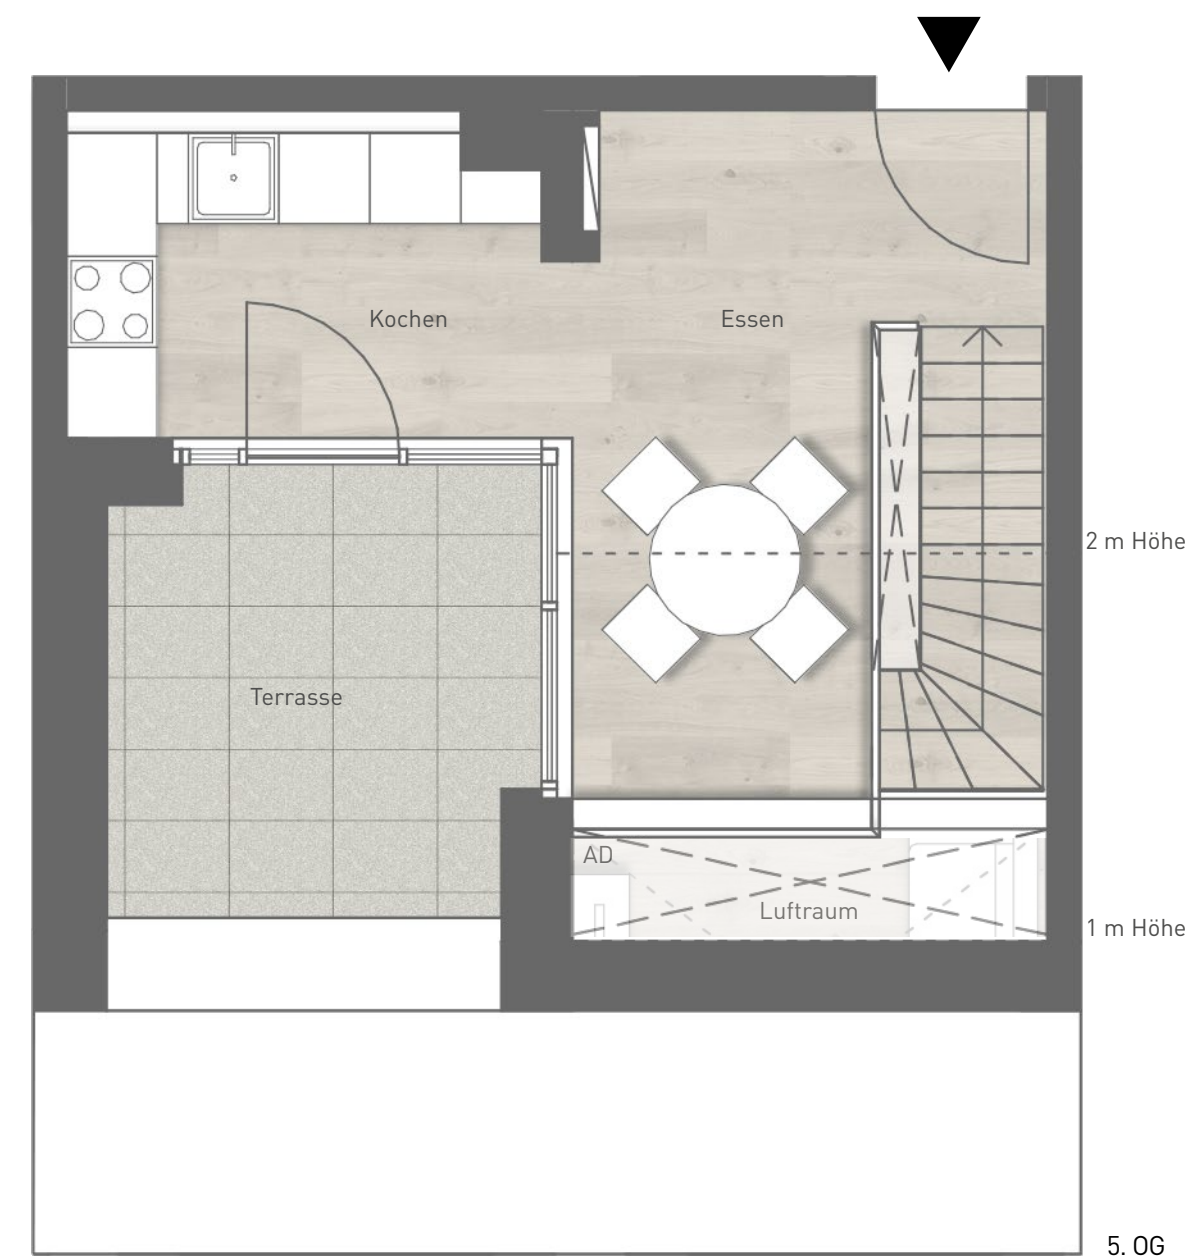 Kochen
Essen
2 m Höhe
Terrasse
AD
Luftraum
1 m Höhe
5. OG